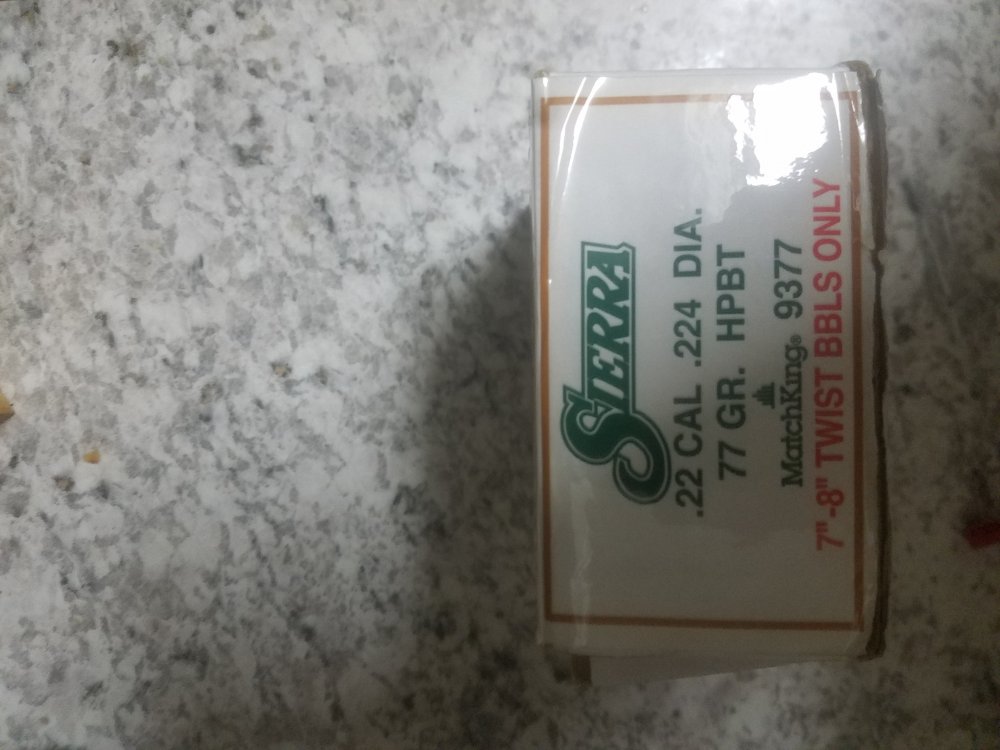 SIERRA
.22 CAL .224 DIA.
77 GR. HPBT
MatchKing® 9377
7"-8" TWIST BBLS ONLY